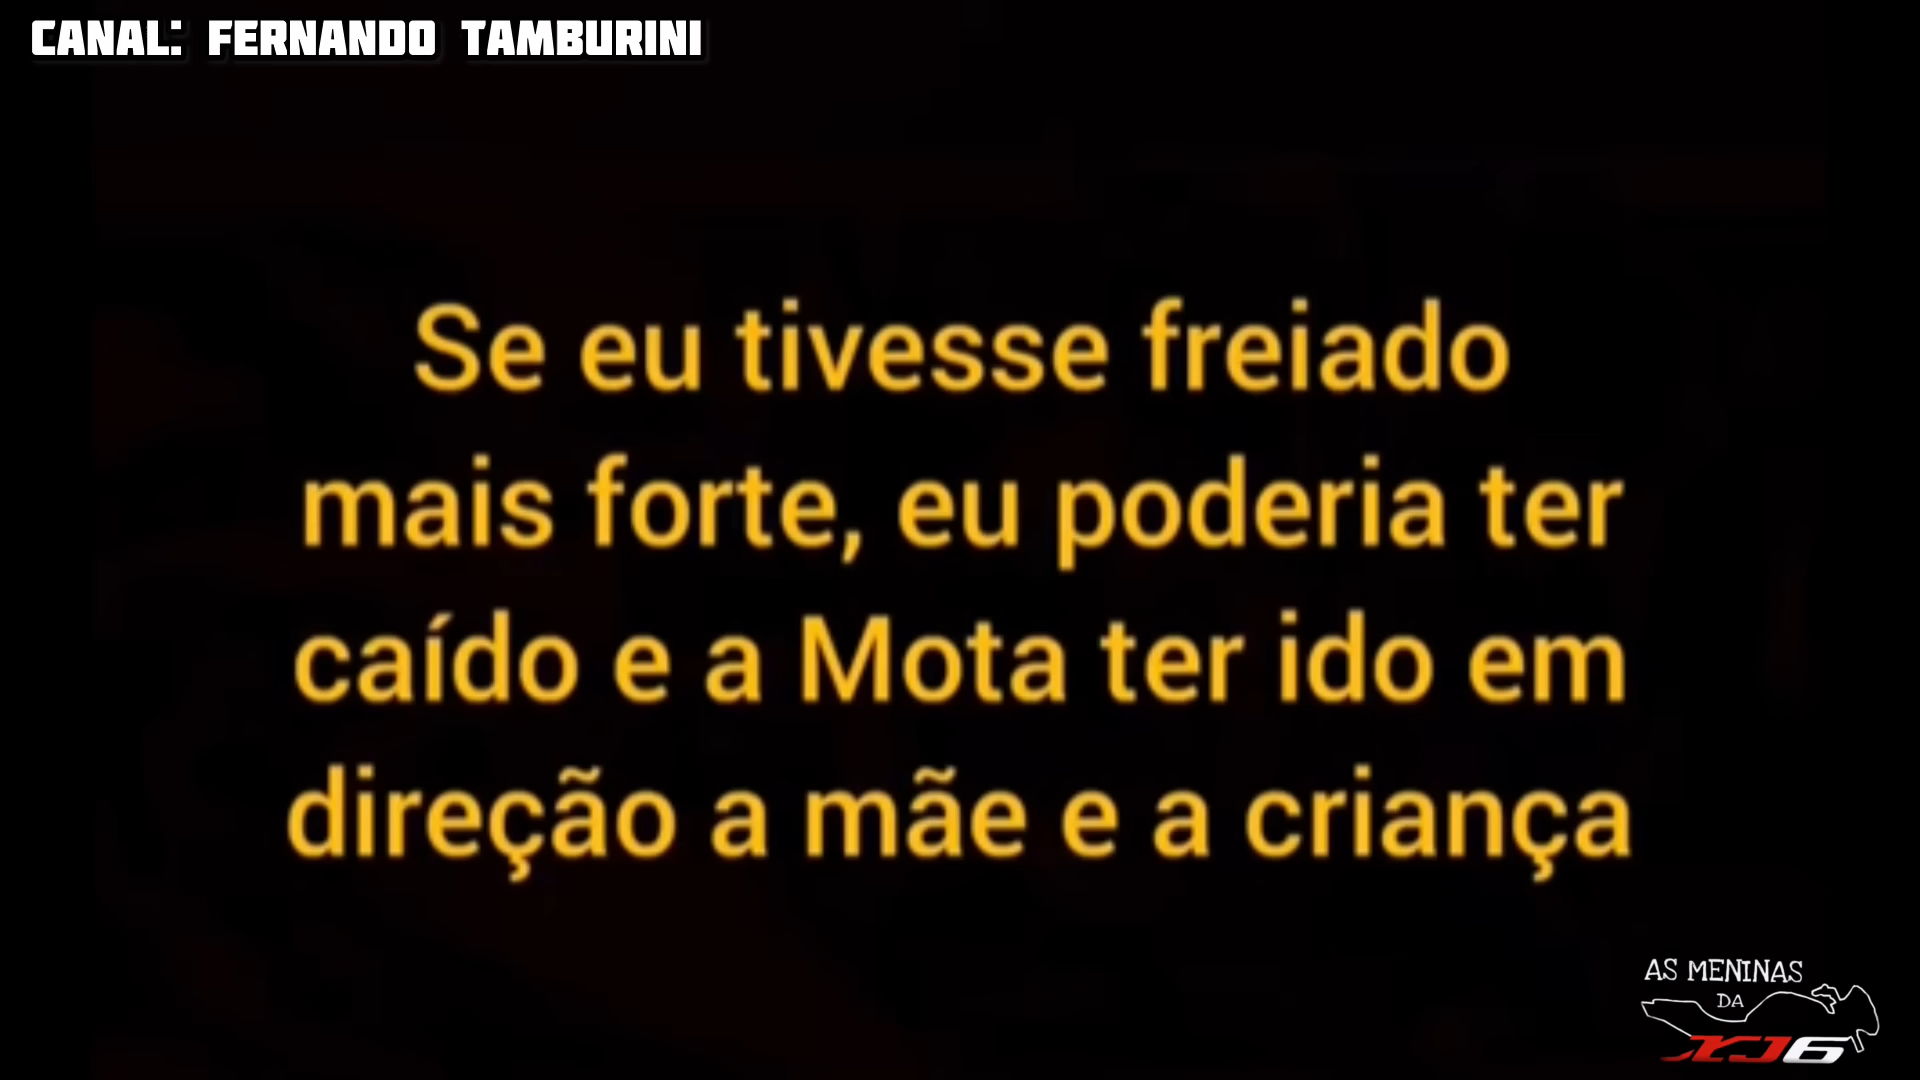 CANAL: FERNANDO TAMBURINI
Se eu tivesse freiado
mais forte, eu poderia ter
caído e a Mota ter ido em
direção a mãe e a criança
AS MENINAS
DA
XJ6